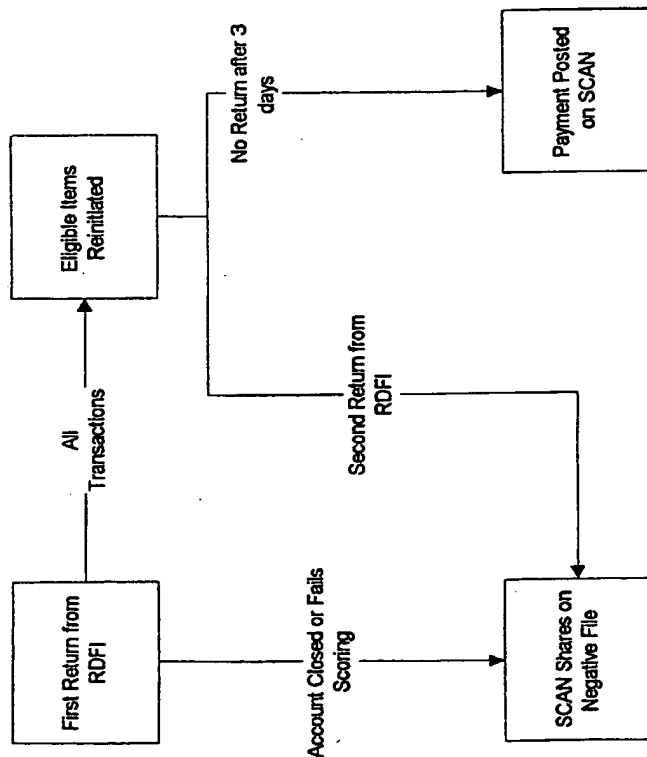 First Return from
RDFI
All
Transactions
Eligible Items
Reinitiated
Account Closed or Fails
Scoring
Second Return from
RDFI
No Return after 3
days
SCAN Shares on
Negative File
Payment Posted
on SCAN